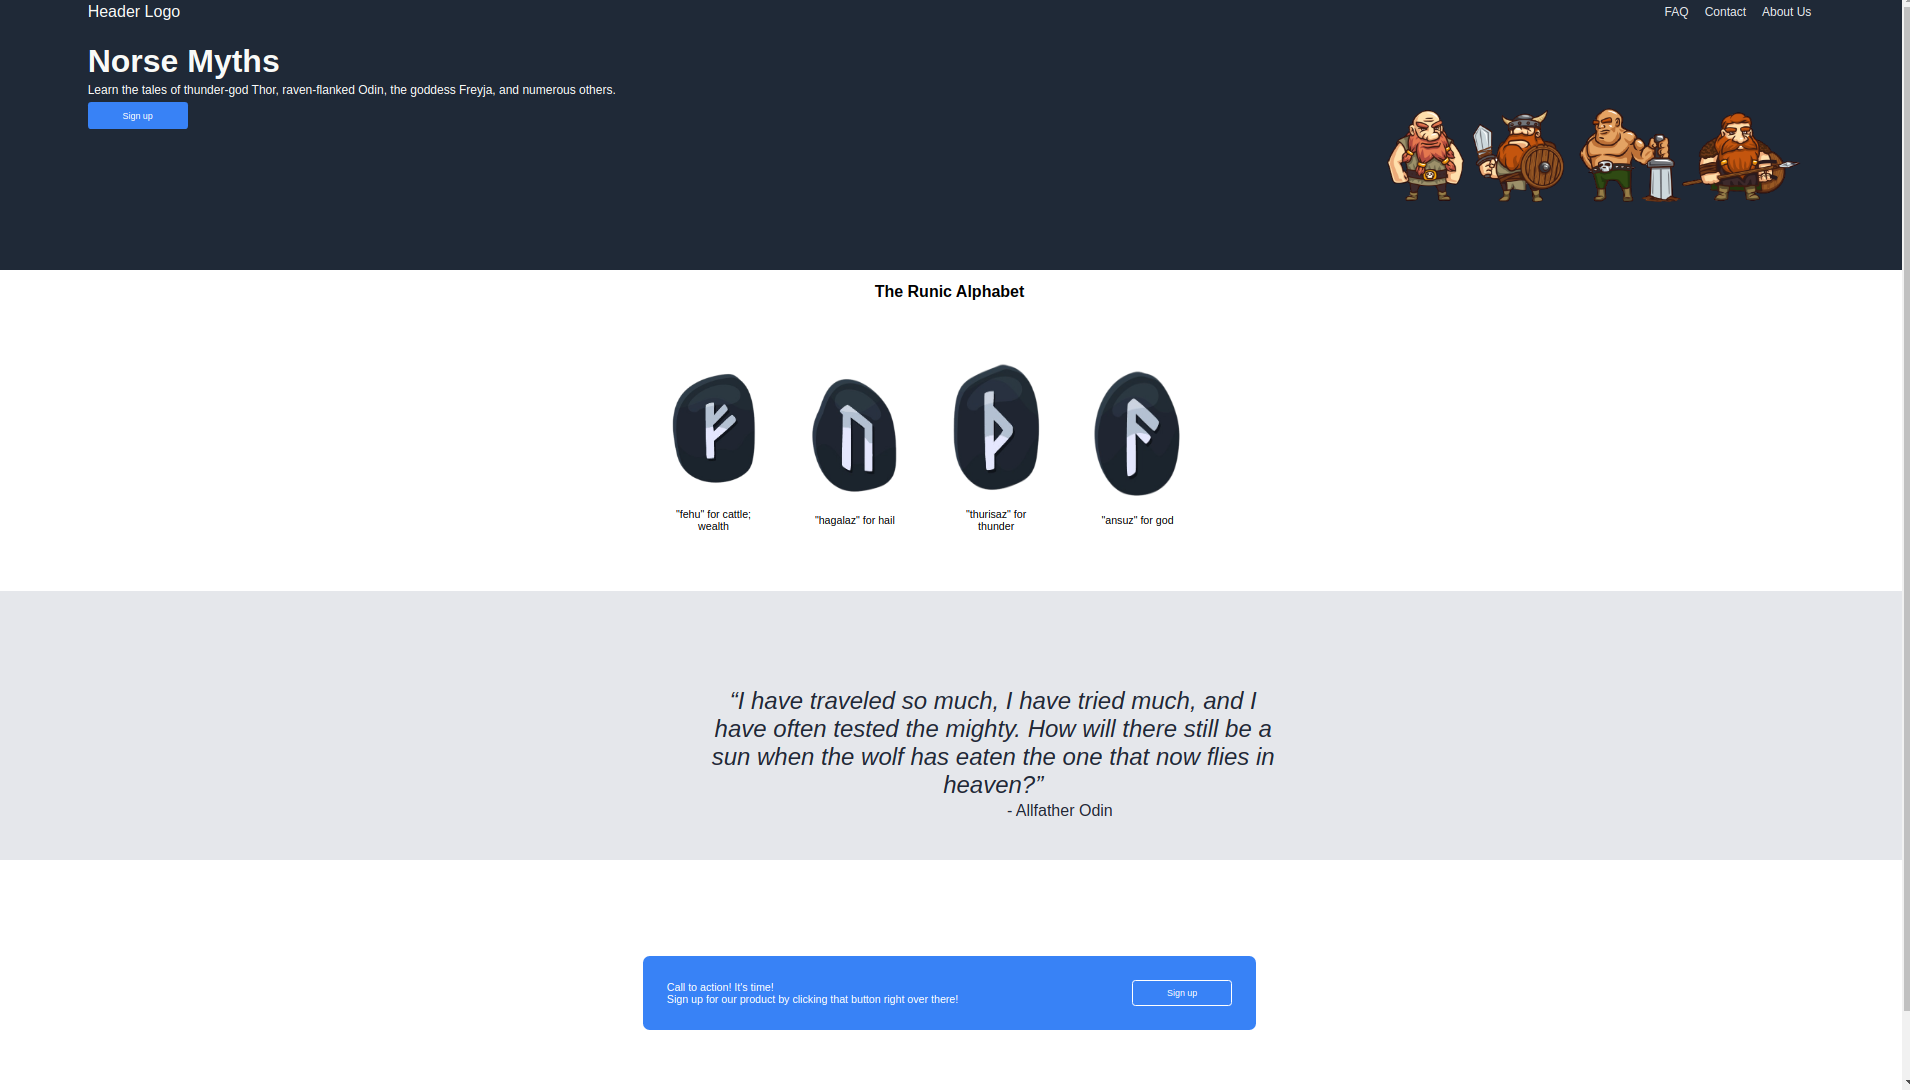 Header Logo
FAQ Contact About Us
Norse Myths
Learn the tales of thunder-god Thor, raven-flanked Odin, the goddess Freyja, and numerous others.
Sign up
The Runic Alphabet
ᚠ ᚢ ᚦ ᚨ
"fehu" for cattle;
wealth
"hagalaz" for hail
"thurisaz" for
thunder
"ansuz" for god
“I have traveled so much, I have tried much, and I
have often tested the mighty. How will there still be a
sun when the wolf has eaten the one that now flies in
heaven?”
- Allfather Odin
Call to action! It's time!
Sign up for our product by clicking that button right over there!
Sign up